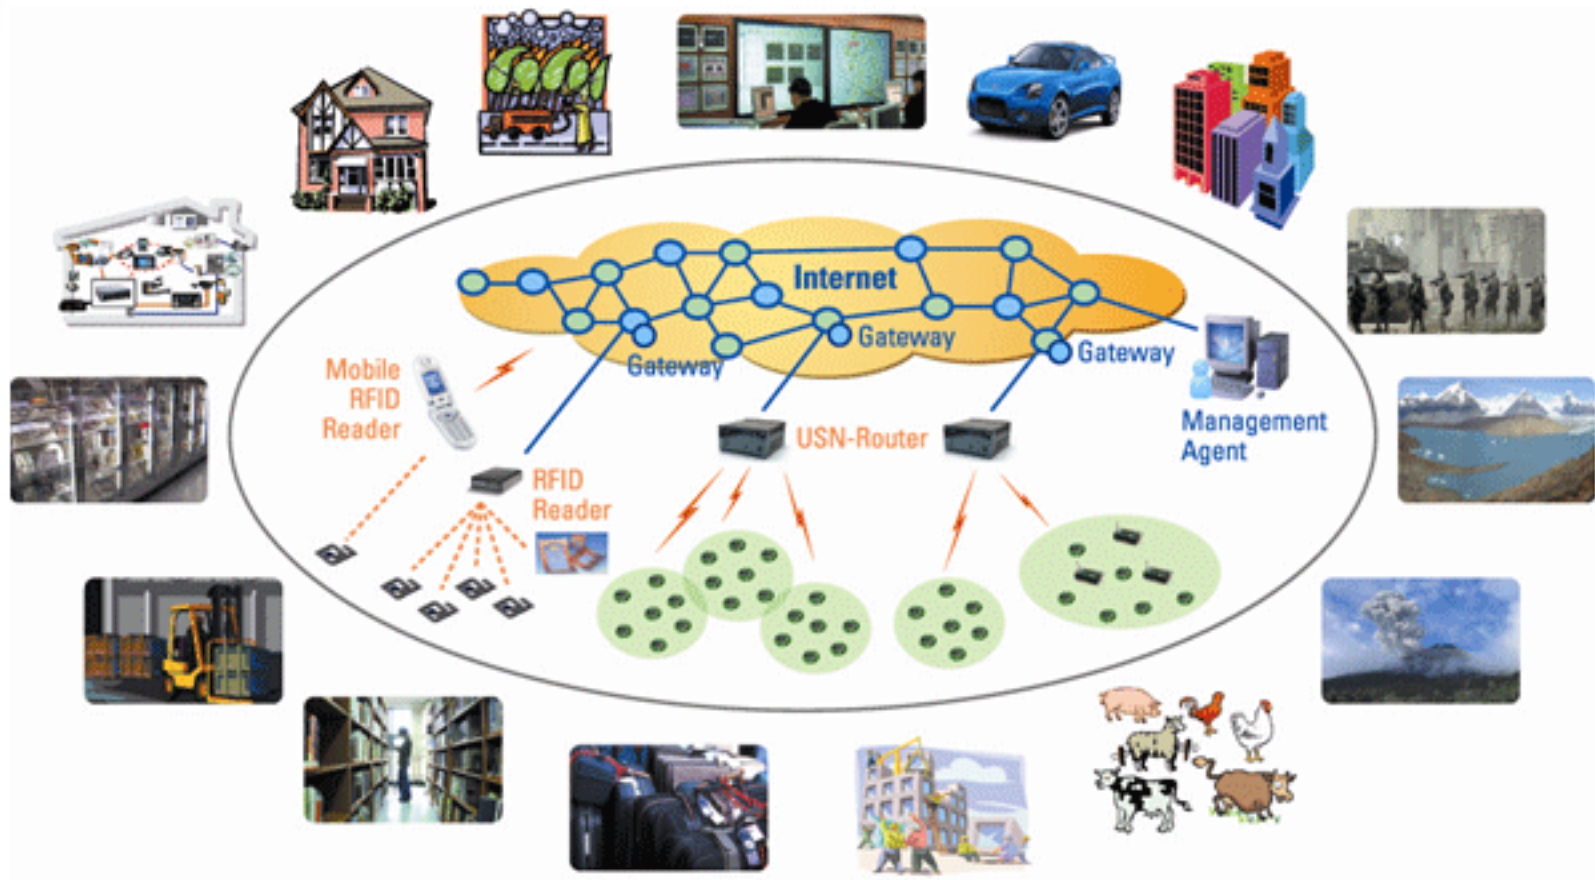 Internet
Gateway
Gateway
Gateway
Mobile
RFID
Reader
USN-Router
Management
Agent
RFID
Reader